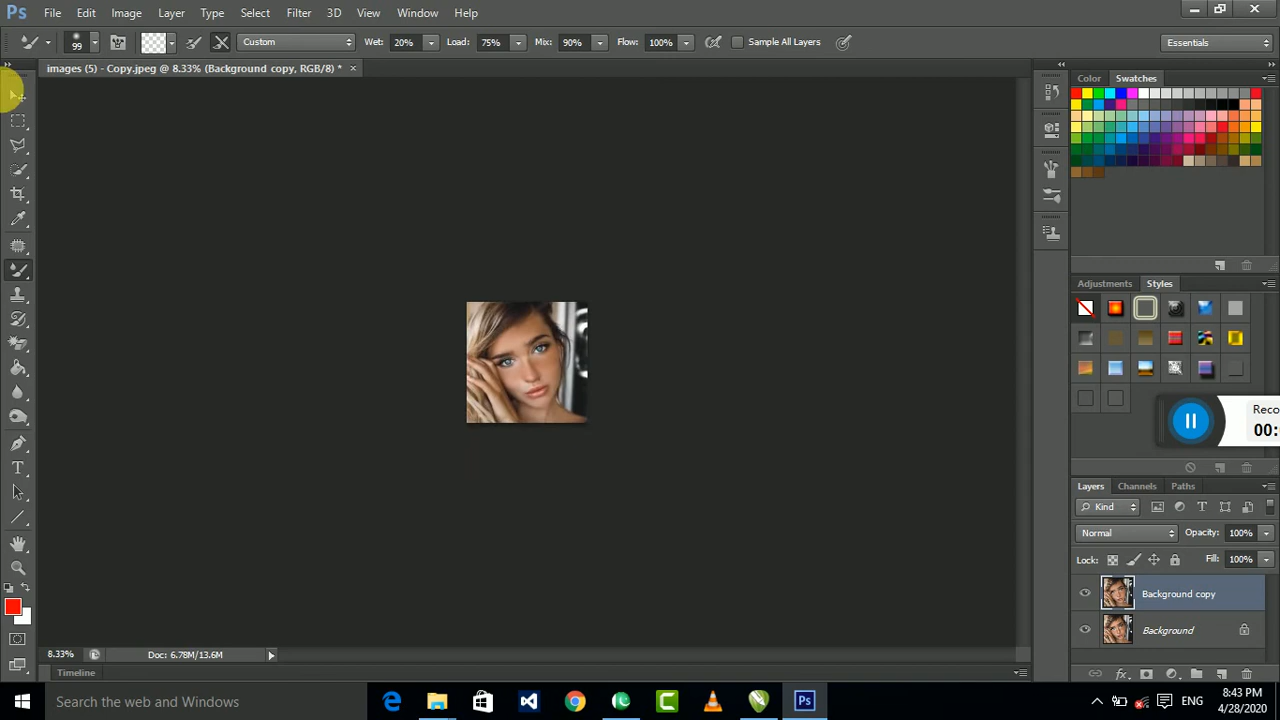 Ps File Edit Image Layer Type Select Filter 3D View Window Help
99 Custom Wet: 20% Load: 75% Mix: 90% Flow: 100% Sample All Layers Essentials
images (5) - Copy.jpeg @ 8.33% (Background copy, RGB/8) *
Color Swatches
Adjustments Styles
Reco
00:
Layers Channels Paths
Kind
Normal Opacity: 100%
Lock: Fill: 100%
Background copy
Background
8.33% Doc: 6.78M/13.6M
Timeline
Search the web and Windows
Ps
ENG
8:43 PM
4/28/2020